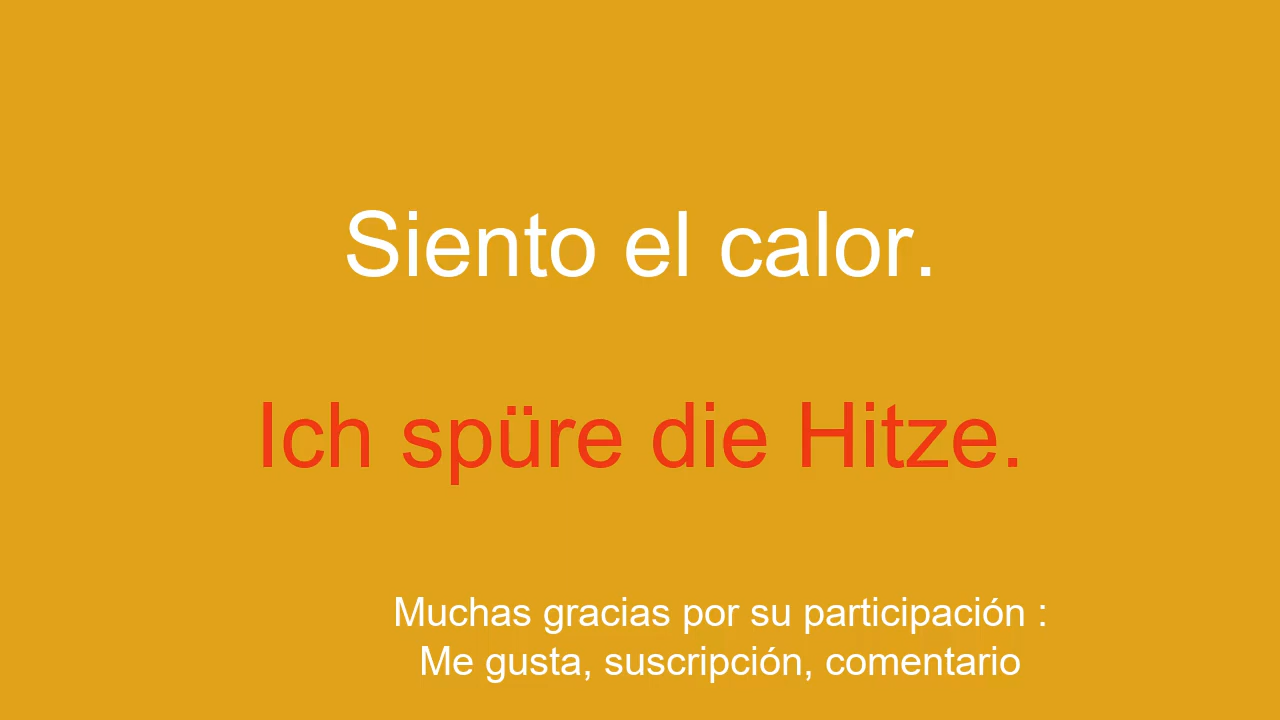 Siento el calor.
Ich spüre die Hitze.
Muchas gracias por su participación :
Me gusta, suscripción, comentario